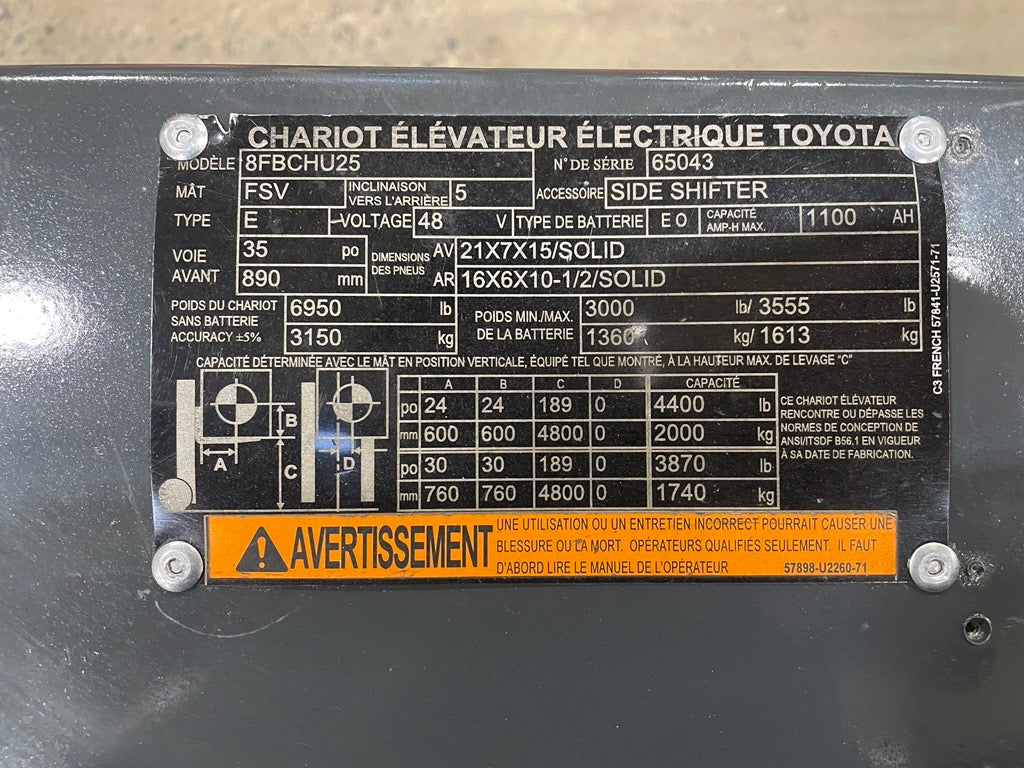 CHARIOT ÉLÉVATEUR ÉLECTRIQUE TOYOTA
MODÈLE 8FBCHU25 N° DE SÉRIE 65043
MÂT FSV INCLINAISON VERS L'ARRIÈRE 5 ACCESSOIRE SIDE SHIFTER
TYPE E VOLTAGE 48 V TYPE DE BATTERIE E O CAPACITÉ AMP-H MAX. 1100 AH
VOIE AVANT 35 po DIMENSIONS DES PNEUS AV 21X7X15/SOLID
890 mm AR 16X6X10-1/2/SOLID
POIDS DU CHARIOT SANS BATTERIE ACCURACY ±5% 6950 lb POIDS MIN./MAX. DE LA BATTERIE 3000 lb/ 3555 lb
3150 kg 1360 kg/ 1613 kg
CAPACITÉ DÉTERMINÉE AVEC LE MÂT EN POSITION VERTICALE, ÉQUIPÉ TEL QUE MONTRÉ, À LA HAUTEUR MAX. DE LEVAGE "C"
A B C D
A B C D CAPACITÉ
po 24 24 189 0 4400 lb
mm 600 600 4800 0 2000 kg
po 30 30 189 0 3870 lb
mm 760 760 4800 0 1740 kg
CE CHARIOT ÉLÉVATEUR
RENCONTRE OU DÉPASSE LES
NORMES DE CONCEPTION DE
ANSI/ITSDF B56.1 EN VIGUEUR
À SA DATE DE FABRICATION.
C3 FRENCH 57841-U2571-71
AVERTISSEMENT
UNE UTILISATION OU UN ENTRETIEN INCORRECT POURRAIT CAUSER UNE
BLESSURE OU LA MORT. OPÉRATEURS QUALIFIÉS SEULEMENT. IL FAUT
D'ABORD LIRE LE MANUEL DE L'OPÉRATEUR 57898-U2260-71